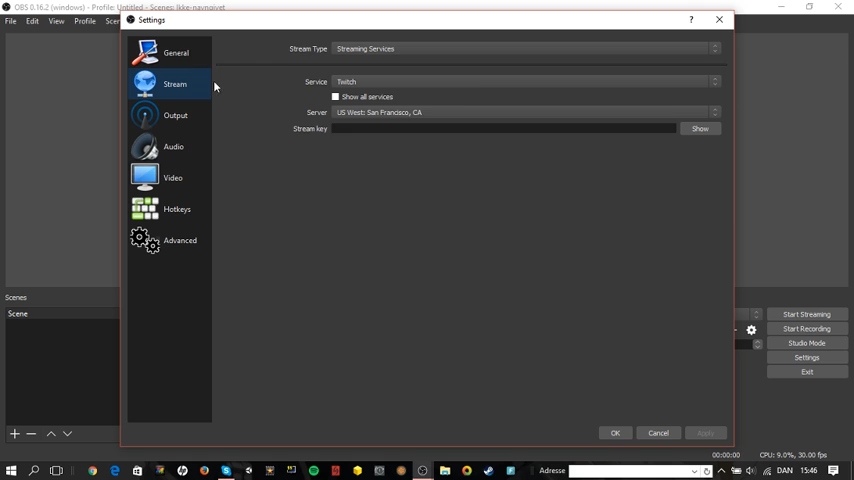 OBS 0.16.2 (windows) - Profile: Untitled - Scenes: Ikke-navngivet
File Edit View Profile Scen
Settings ?
General
Stream
Output
Audio
Video
Hotkeys
Advanced
Stream Type Streaming Services
Service Twitch
Show all services
Server US West: San Francisco, CA
Stream key Show
Scenes
Scene
Start Streaming
Start Recording
Studio Mode
Settings
Exit
OK Cancel Apply
00:00:00 CPU: 9.0%, 30.00 fps
Adresse DAN 15:46